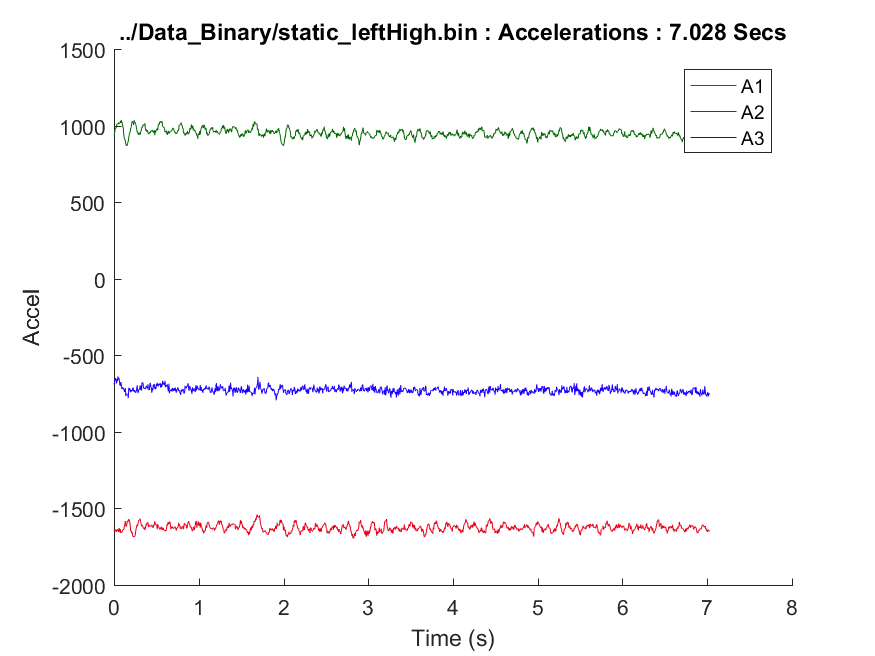 ../Data_Binary/static_leftHigh.bin : Accelerations : 7.028 Secs
1500
1000
500
0
-500
-1000
-1500
-2000
Accel
A1
A2
A3
0 1 2 3 4 5 6 7 8
Time (s)